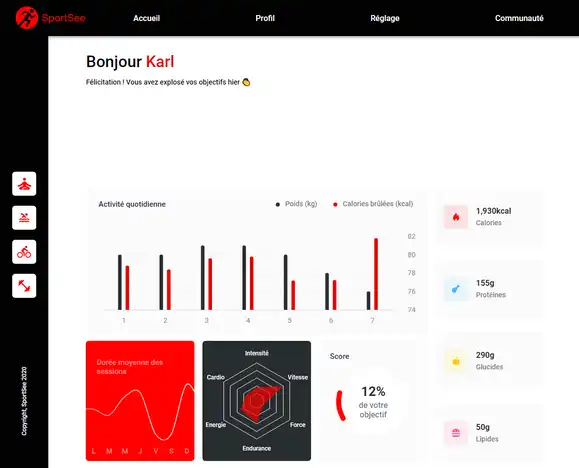 SportSee
Accueil
Profil
Réglage
Communauté
Bonjour Karl
Félicitation ! Vous avez explosé vos objectifs hier 👏
Activité quotidienne
Poids (kg)
Calories brûlées (kcal)
82
80
78
76
74
1 2 3 4 5 6 7
1,930kcal
Calories
155g
Protéines
290g
Glucides
50g
Lipides
Durée moyenne des
sessions
L M M J V S D
Intensité
Vitesse
Force
Endurance
Energie
Cardio
Score
12%
de votre
objectif
Copyright, SportSee 2020